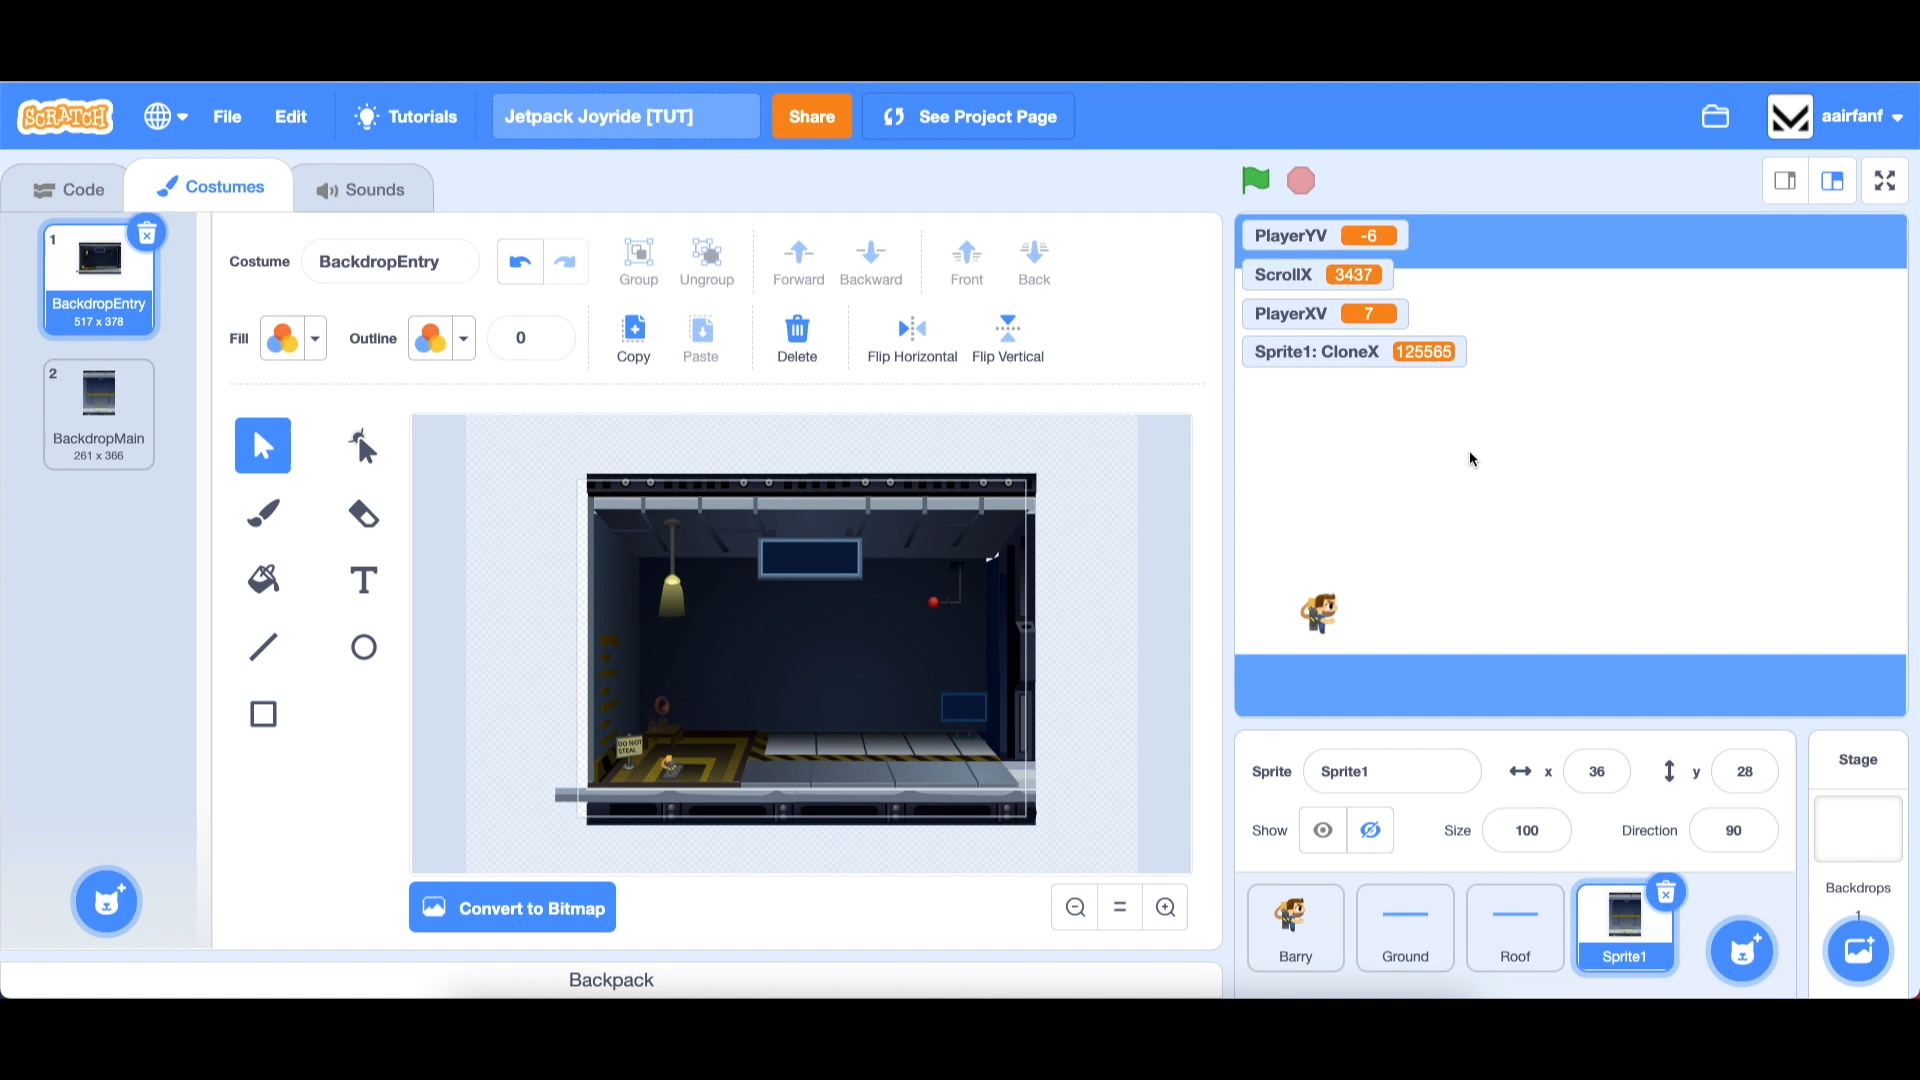 SCRATCH File Edit Tutorials Jetpack Joyride [TUT] Share See Project Page aairfanf
Code Costumes Sounds
1
BackdropEntry
517 x 378
2
BackdropMain
261 x 366
Costume BackdropEntry Group Ungroup Forward Backward Front Back
Fill Outline 0 Copy Paste Delete Flip Horizontal Flip Vertical
T
DO NOT
STEAL
Convert to Bitmap
Backpack
PlayerYV -6
ScrollX 3437
PlayerXV 7
Sprite1: CloneX 125565
Sprite Sprite1 x 36 y 28
Show Size 100 Direction 90
Barry Ground Roof Sprite1
Stage
Backdrops
1